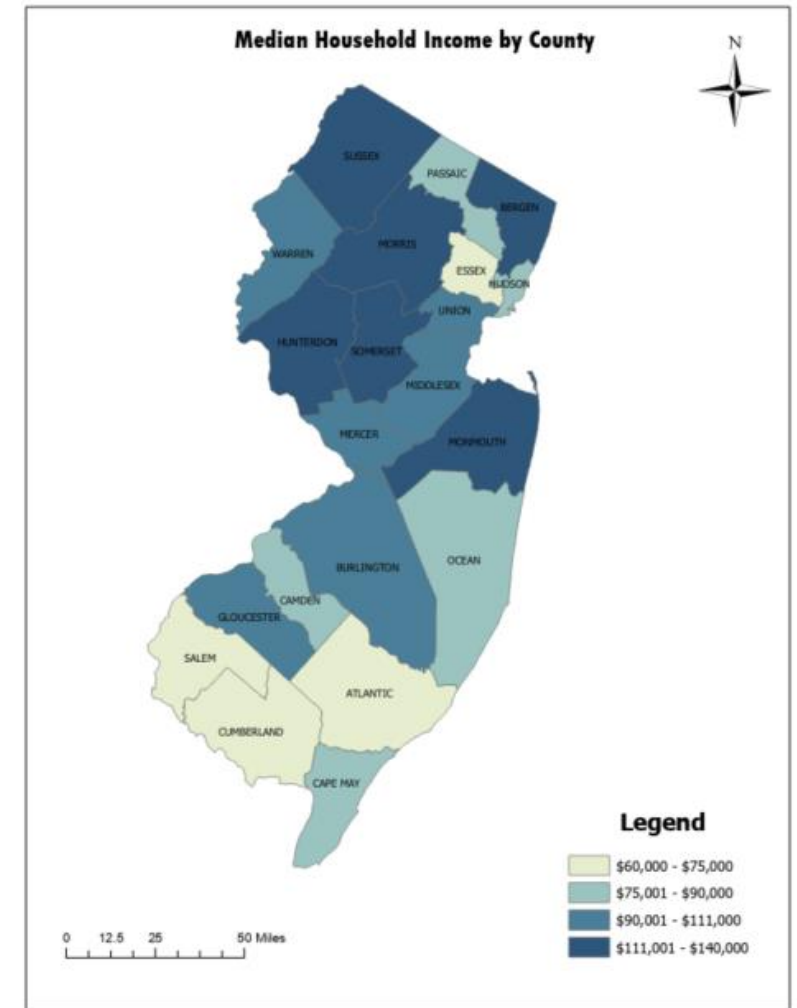 Median Household Income by County
N
SUSSEX
PASSAIC
BERGEN
MORRIS
WARREN
ESSEX
HUDSON
UNION
HUNTERDON
SOMERSET
MIDDLESEX
MERCER
MONMOUTH
OCEAN
BURLINGTON
CAMDEN
GLOUCESTER
SALEM
ATLANTIC
CUMBERLAND
CAPE MAY
Legend
$60,000 - $75,000
$75,001 - $90,000
$90,001 - $111,000
$111,001 - $140,000
0 12.5 25 50 Miles